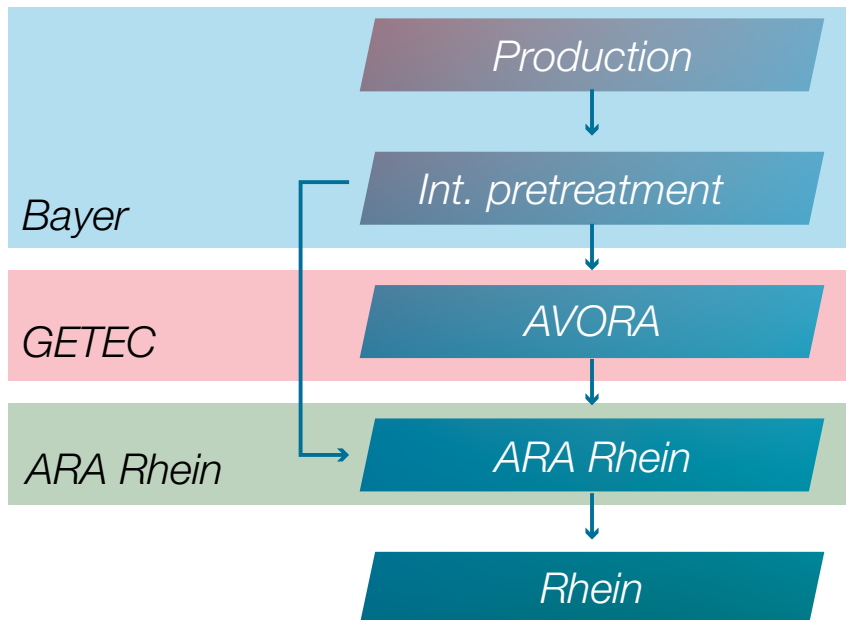 Production
Int. pretreatment
Bayer
AVORA
GETEC
ARA Rhein
ARA Rhein
Rhein